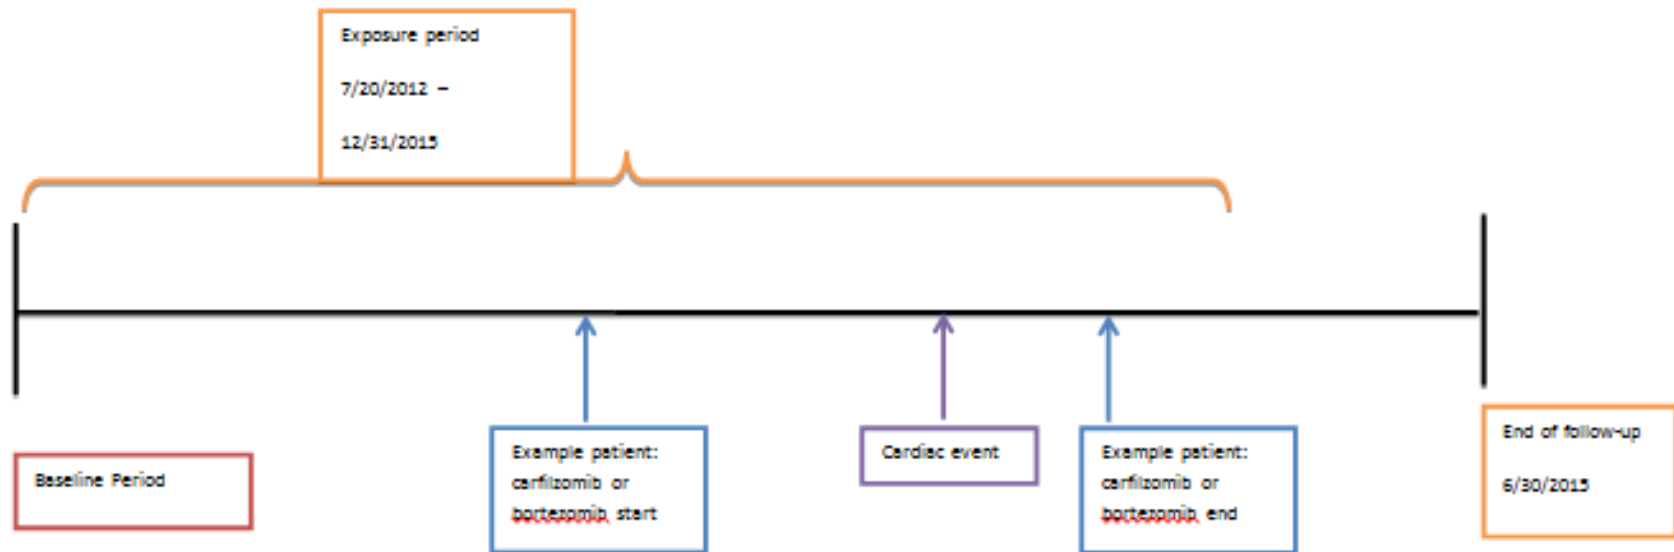 Exposure period
7/20/2012 –
12/31/2015
Baseline Period
Example patient:
carfilzomib or
bortezomib start
Cardiac event
Example patient:
carfilzomib or
bortezomib end
End of follow-up
6/30/2015